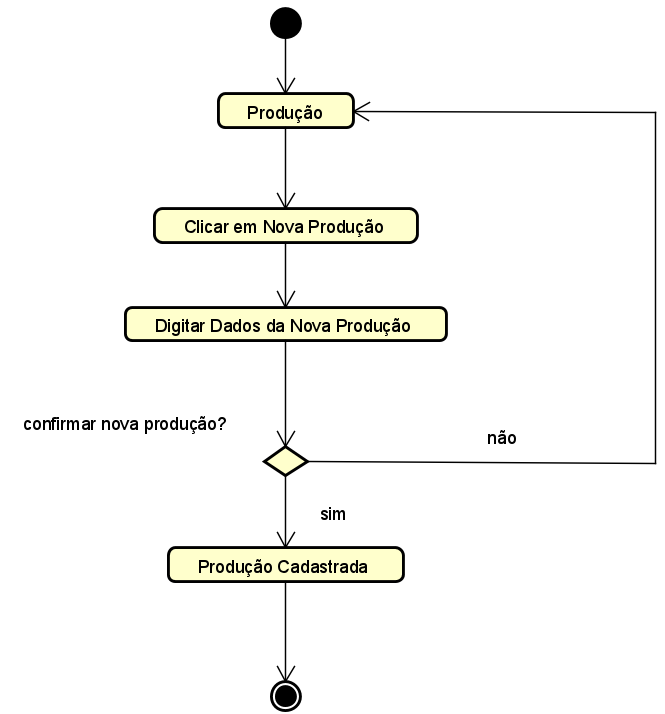 Produção
Clicar em Nova Produção
Digitar Dados da Nova Produção
confirmar nova produção?
não
sim
Produção Cadastrada